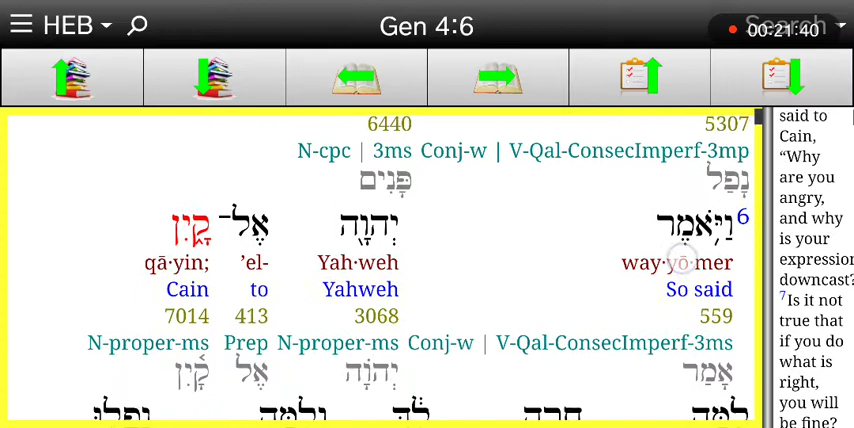 HEB
Gen 4:6
Search
00:21:40
5307 6440
Conj-w | V-Qal-ConsecImperf-3mp N-cpc | 3ms
נָפַל פָּנִים
6 וַיֹּ֥אמֶר יְהוָ֖ה אֶל־ קָ֑יִן
way·yō·mer Yah·weh ’el- qā·yin;
So said Yahweh to Cain
559 3068 413 7014
Conj-w | V-Qal-ConsecImperf-3ms N-proper-ms Prep N-proper-ms
אָמַר יְהוָֹה אֶל קַ֫יִן
לָ֚מָּה חָ֣רָה לָ֔ךְ וְלָ֖מָּה נָפְל֥וּ
said to
Cain,
“Why
are you
angry,
and why
is your
expression
downcast?
7Is it not
true that
if you do
what is
right,
you will
be fine?